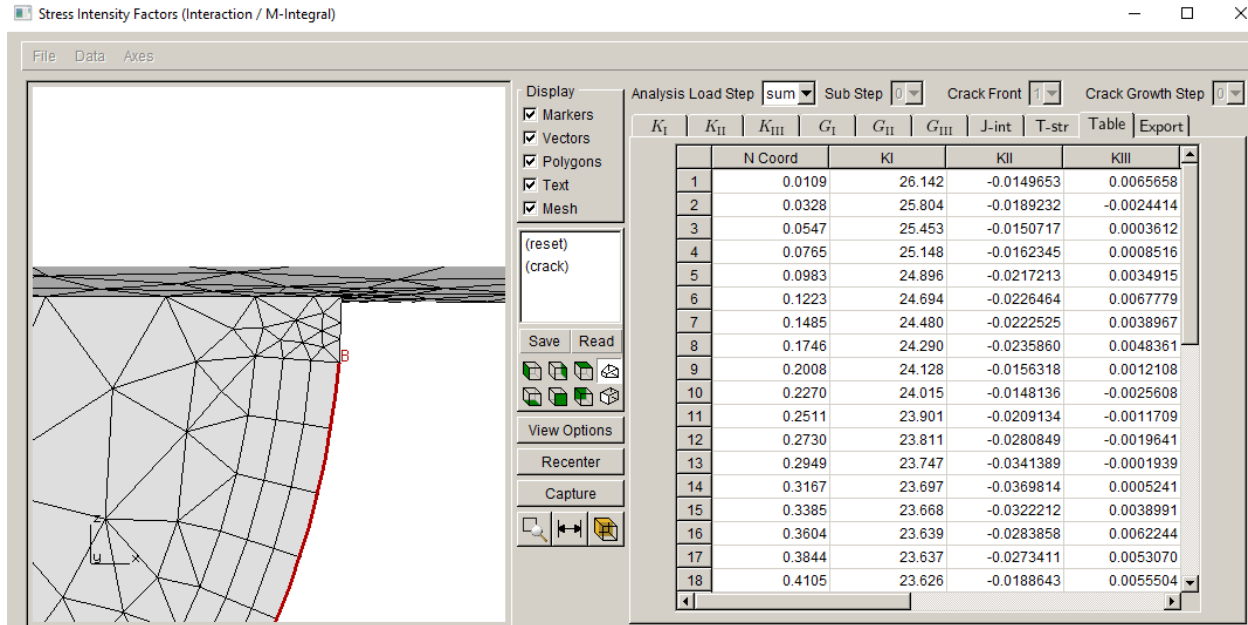 Stress Intensity Factors (Interaction / M-Integral)
File Data Axes
Display
Markers
Vectors
Polygons
Text
Mesh
(reset)
(crack)
Save Read
View Options
Recenter
Capture
B
z
y x
Analysis Load Step sum Sub Step 0 Crack Front 1 Crack Growth Step 0
KI KII KIII GI GII GIII J-int T-str Table Export
N Coord KI KII KIII
1 0.0109 26.142 -0.0149653 0.0065658
2 0.0328 25.804 -0.0189232 -0.0024414
3 0.0547 25.453 -0.0150717 0.0003612
4 0.0765 25.148 -0.0162345 0.0008516
5 0.0983 24.896 -0.0217213 0.0034915
6 0.1223 24.694 -0.0226464 0.0067779
7 0.1485 24.480 -0.0222525 0.0038967
8 0.1746 24.290 -0.0235860 0.0048361
9 0.2008 24.128 -0.0156318 0.0012108
10 0.2270 24.015 -0.0148136 -0.0025608
11 0.2511 23.901 -0.0209134 -0.0011709
12 0.2730 23.811 -0.0280849 -0.0019641
13 0.2949 23.747 -0.0341389 -0.0001939
14 0.3167 23.697 -0.0369814 0.0005241
15 0.3385 23.668 -0.0322212 0.0038991
16 0.3604 23.639 -0.0283858 0.0062244
17 0.3844 23.637 -0.0273411 0.0053070
18 0.4105 23.626 -0.0188643 0.0055504